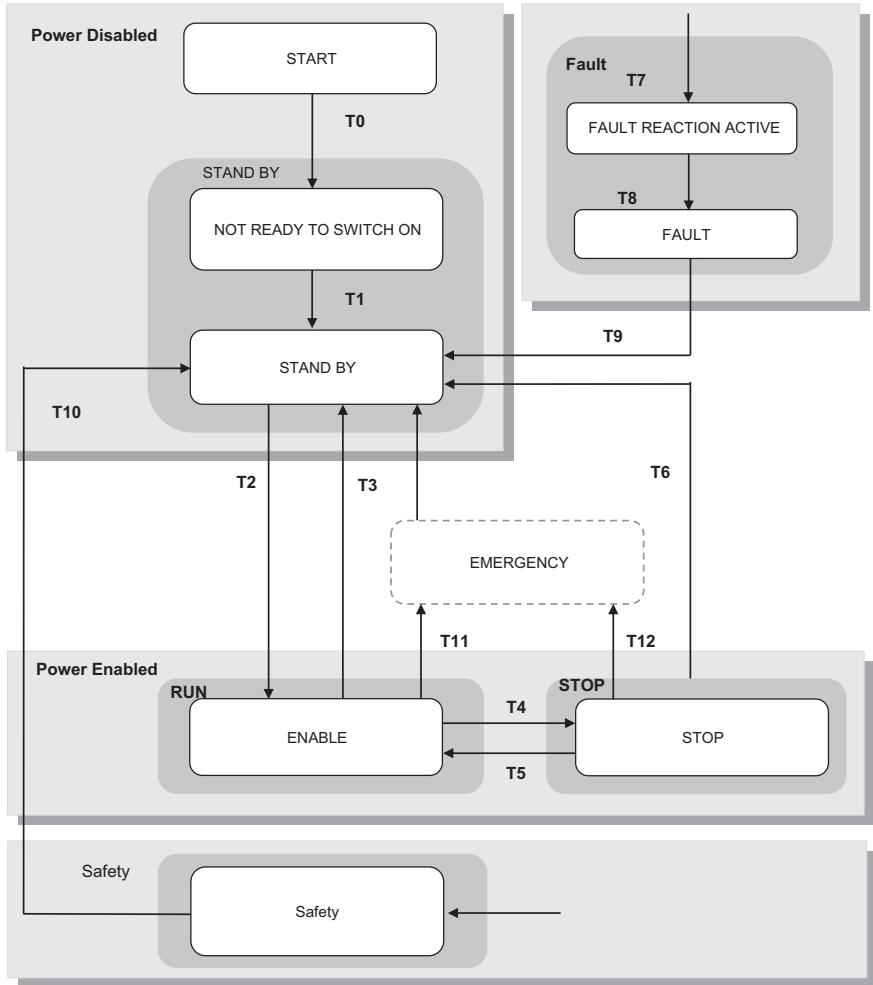 Power Disabled
START
T0
STAND BY
NOT READY TO SWITCH ON
T1
STAND BY
Fault
T7
FAULT REACTION ACTIVE
T8
FAULT
T9
T10
T2
T3
T6
EMERGENCY
T11
T12
Power Enabled
RUN
ENABLE
T4
T5
STOP
STOP
Safety
Safety